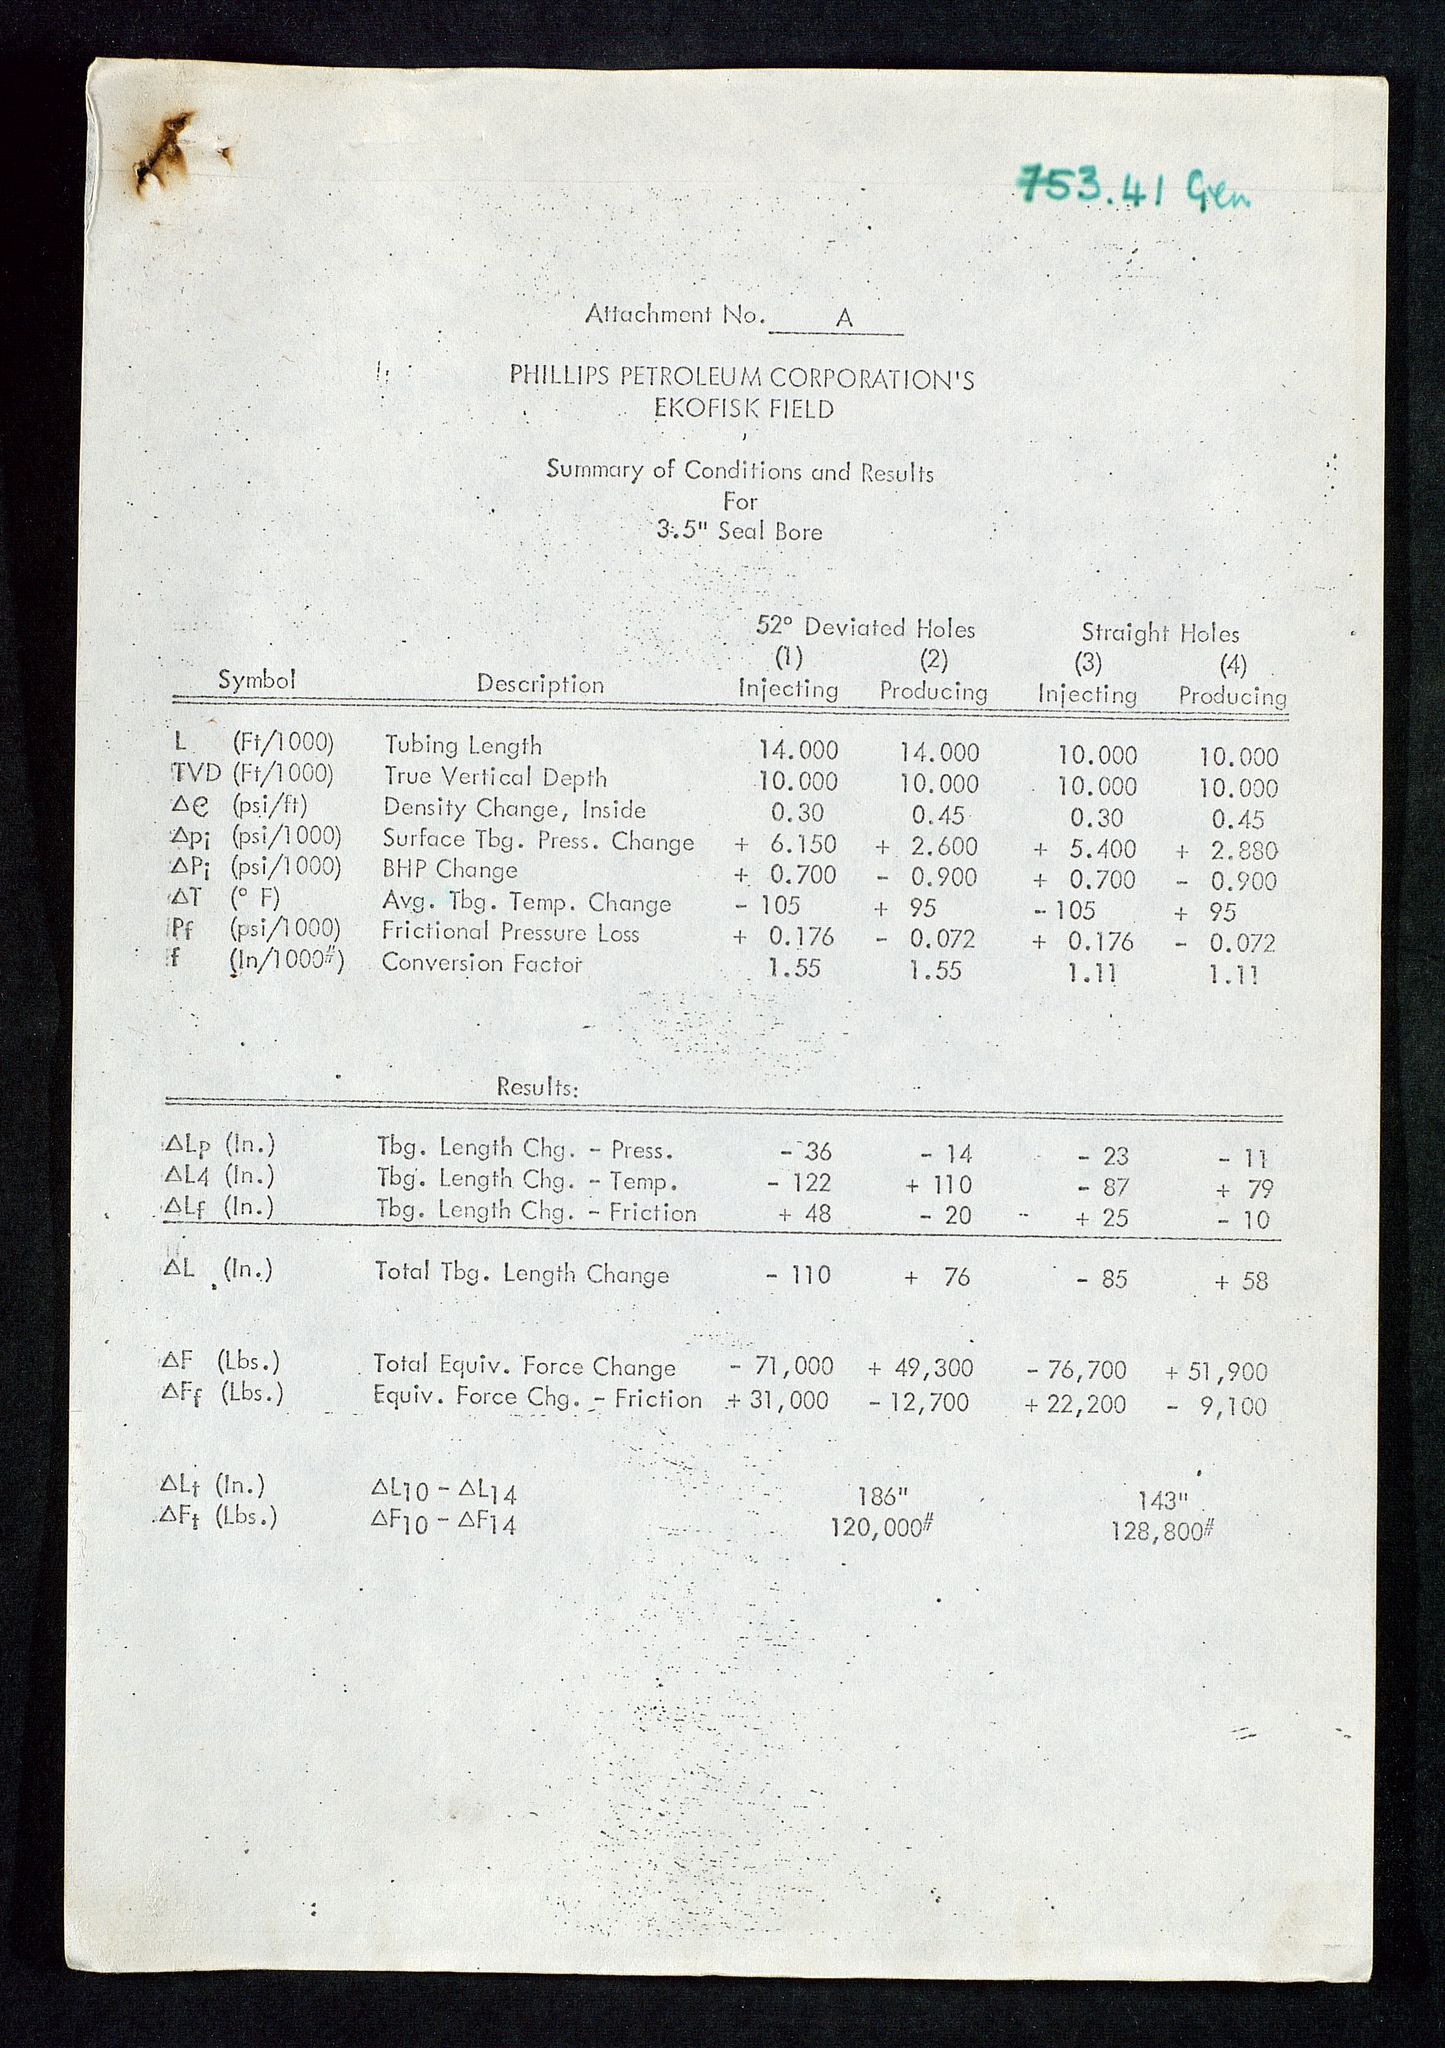 753.41 Gen
Attachment No. A
PHILLIPS PETROLEUM CORPORATION'S
EKOFISK FIELD
Summary of Conditions and Results
For
3.5" Seal Bore
52° Deviated Holes Straight Holes
(1) (2) (3) (4)
Symbol Description Injecting Producing Injecting Producing
L (Ft/1000) Tubing Length 14.000 14.000 10.000 10.000
TVD (Ft/1000) True Vertical Depth 10.000 10.000 10.000 10.000
Δρ (psi/ft) Density Change, Inside 0.30 0.45 0.30 0.45
Δpi (psi/1000) Surface Tbg. Press. Change + 6.150 + 2.600 + 5.400 + 2.880
ΔPi (psi/1000) BHP Change + 0.700 - 0.900 + 0.700 - 0.900
ΔT (° F) Avg. Tbg. Temp. Change - 105 + 95 - 105 + 95
Pf (psi/1000) Frictional Pressure Loss + 0.176 - 0.072 + 0.176 - 0.072
f (In/1000#) Conversion Factor 1.55 1.55 1.11 1.11
Results:
ΔLp (In.) Tbg. Length Chg. - Press. - 36 - 14 - 23 - 11
ΔL4 (In.) Tbg. Length Chg. - Temp. - 122 + 110 - 87 + 79
ΔLf (In.) Tbg. Length Chg. - Friction + 48 - 20 + 25 - 10
ΔL (In.) Total Tbg. Length Change - 110 + 76 - 85 + 58
ΔF (Lbs.) Total Equiv. Force Change - 71,000 + 49,300 - 76,700 + 51,900
ΔFf (Lbs.) Equiv. Force Chg. - Friction + 31,000 - 12,700 + 22,200 - 9,100
ΔLt (In.) ΔL10 - ΔL14 186" 143"
ΔFt (Lbs.) ΔF10 - ΔF14 120,000# 128,800#